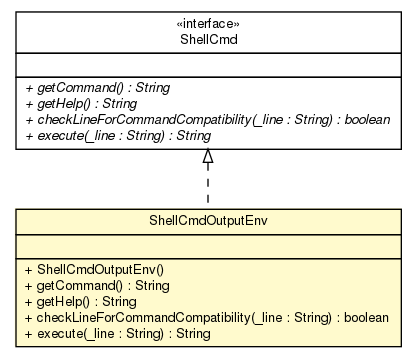 «interface»
ShellCmd
+ getCommand() : String
+ getHelp() : String
+ checkLineForCommandCompatibility(_line : String) : boolean
+ execute(_line : String) : String
ShellCmdOutputEnv
+ ShellCmdOutputEnv()
+ getCommand() : String
+ getHelp() : String
+ checkLineForCommandCompatibility(_line : String) : boolean
+ execute(_line : String) : String